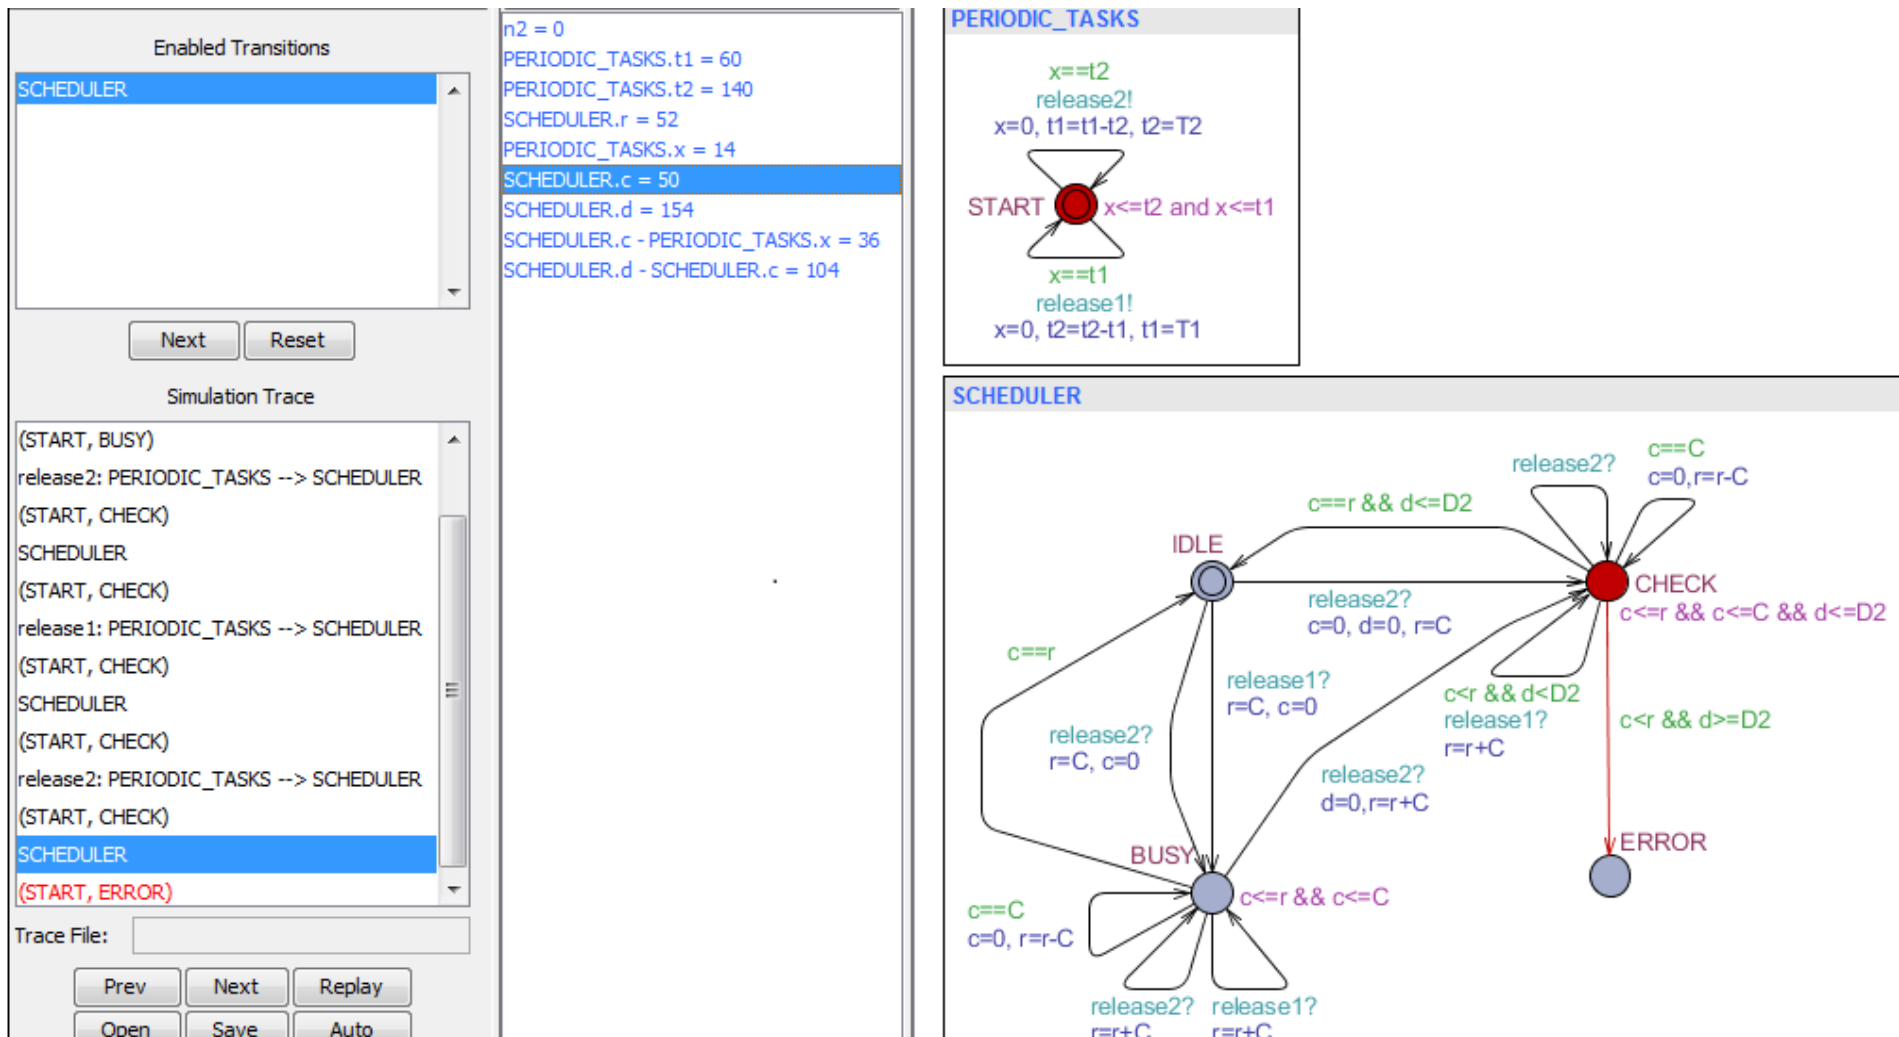 Enabled Transitions
SCHEDULER
Next
Reset
Simulation Trace
(START, BUSY)
release2: PERIODIC_TASKS --> SCHEDULER
(START, CHECK)
SCHEDULER
(START, CHECK)
release1: PERIODIC_TASKS --> SCHEDULER
(START, CHECK)
SCHEDULER
(START, CHECK)
release2: PERIODIC_TASKS --> SCHEDULER
(START, CHECK)
SCHEDULER
(START, ERROR)
Trace File:
Prev
Next
Replay
Open
Save
Auto
n2 = 0
PERIODIC_TASKS.t1 = 60
PERIODIC_TASKS.t2 = 140
SCHEDULER.r = 52
PERIODIC_TASKS.x = 14
SCHEDULER.c = 50
SCHEDULER.d = 154
SCHEDULER.c - PERIODIC_TASKS.x = 36
SCHEDULER.d - SCHEDULER.c = 104
PERIODIC_TASKS
x==t2
release2!
x=0, t1=t1-t2, t2=T2
START
x<=t2 and x<=t1
x==t1
release1!
x=0, t2=t2-t1, t1=T1
SCHEDULER
c==C
c=0,r=r-C
release2?
c==r && d<=D2
IDLE
CHECK
c<=r && c<=C && d<=D2
release2?
c=0, d=0, r=C
c==r
release1?
r=C, c=0
c<r && d<D2
release1?
r=r+C
c<r && d>=D2
release2?
r=C, c=0
release2?
d=0,r=r+C
ERROR
BUSY
c<=r && c<=C
c==C
c=0, r=r-C
release2?
r=r+C
release1?
r=r+C